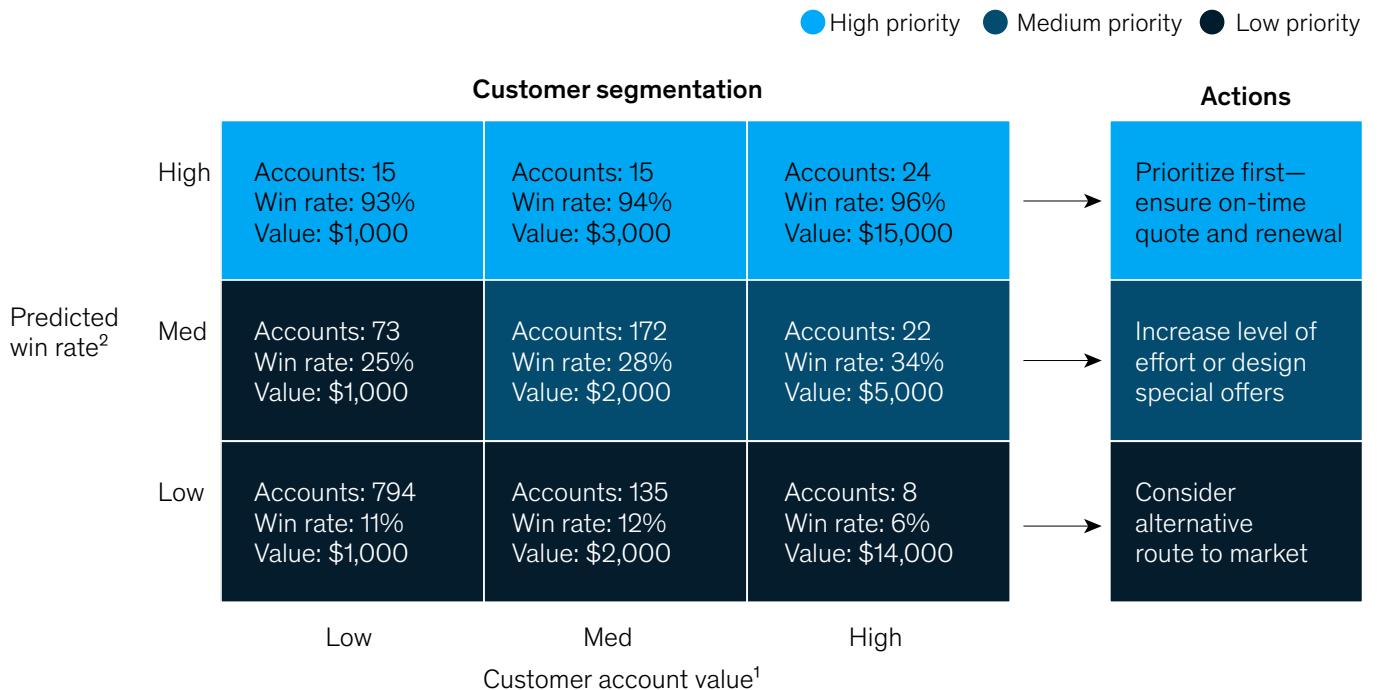 High priority
Medium priority
Low priority
Customer segmentation
Actions
High
Accounts: 15
Win rate: 93%
Value: $1,000
Accounts: 15
Win rate: 94%
Value: $3,000
Accounts: 24
Win rate: 96%
Value: $15,000
Prioritize first—
ensure on-time
quote and renewal
Predicted
win rate²
Med
Accounts: 73
Win rate: 25%
Value: $1,000
Accounts: 172
Win rate: 28%
Value: $2,000
Accounts: 22
Win rate: 34%
Value: $5,000
Increase level of
effort or design
special offers
Low
Accounts: 794
Win rate: 11%
Value: $1,000
Accounts: 135
Win rate: 12%
Value: $2,000
Accounts: 8
Win rate: 6%
Value: $14,000
Consider
alternative
route to market
Low
Med
High
Customer account value¹